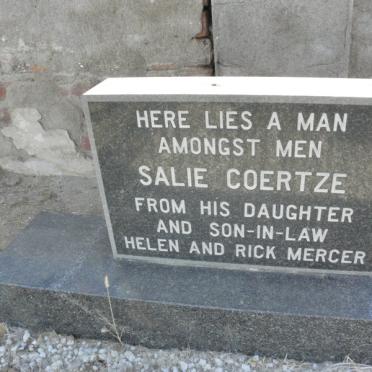 HERE LIES A MAN
AMONGST MEN
SALIE COERTZE
FROM HIS DAUGHTER
AND SON-IN-LAW
HELEN AND RICK MERCER